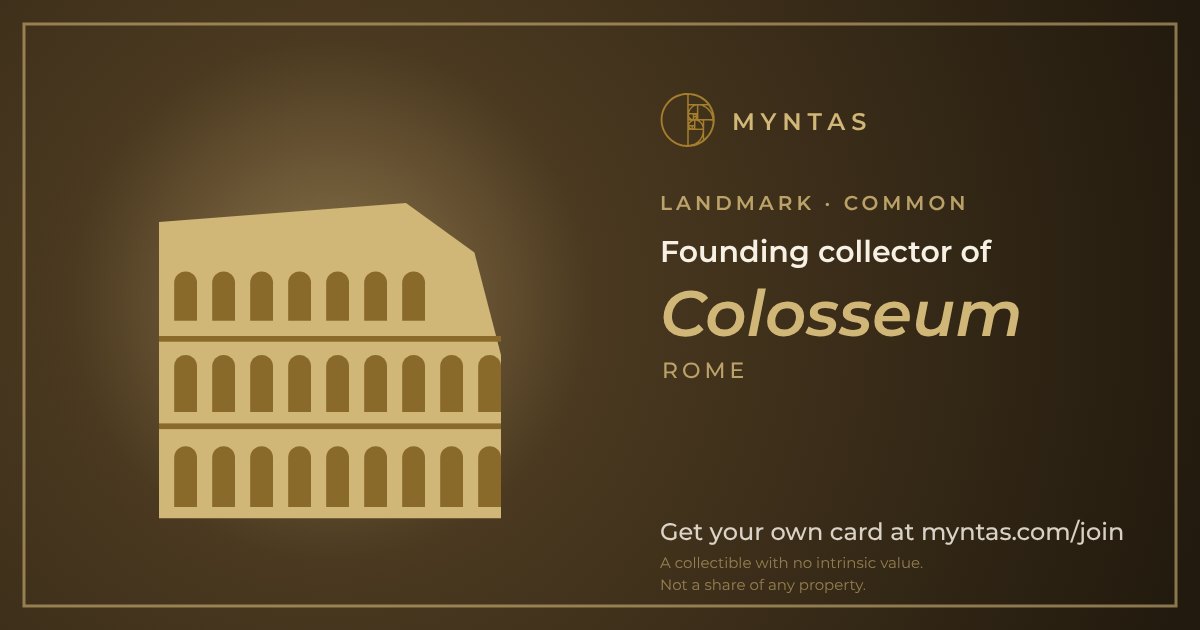 MYNTAS
LANDMARK · COMMON
Founding collector of
Colosseum
ROME
Get your own card at myntas.com/join
A collectible with no intrinsic value.
Not a share of any property.